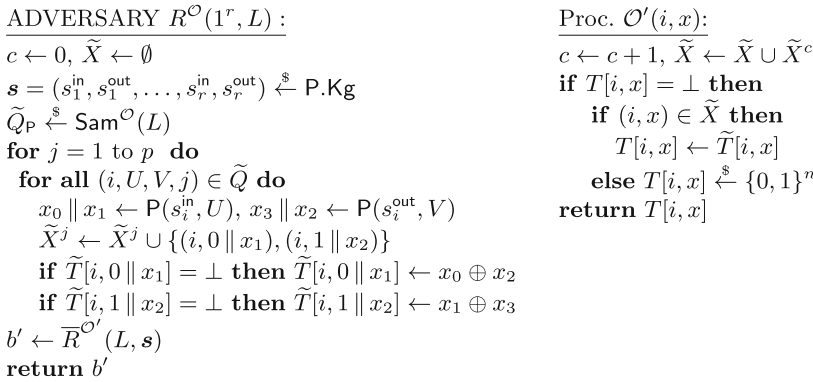 ADVERSARY R^𝒪(1^r, L) :
c ← 0, X̃ ← ∅
𝒔 = (s_1^in, s_1^out, …, s_r^in, s_r^out) ←$ P.Kg
Q̃_P ←$ Sam^𝒪(L)
for j = 1 to p do
for all (i, U, V, j) ∈ Q̃ do
x_0 ∥ x_1 ← P(s_i^in, U), x_3 ∥ x_2 ← P(s_i^out, V)
X̃^j ← X̃^j ∪ {(i, 0 ∥ x_1), (i, 1 ∥ x_2)}
if T̃[i, 0 ∥ x_1] = ⊥ then T̃[i, 0 ∥ x_1] ← x_0 ⊕ x_2
if T̃[i, 1 ∥ x_2] = ⊥ then T̃[i, 1 ∥ x_2] ← x_1 ⊕ x_3
b′ ← R̅^𝒪′(L, 𝒔)
return b′
Proc. 𝒪′(i, x):
c ← c + 1, X̃ ← X̃ ∪ X̃^c
if T[i, x] = ⊥ then
if (i, x) ∈ X̃ then
T[i, x] ← T̃[i, x]
else T[i, x] ←$ {0, 1}^n
return T[i, x]